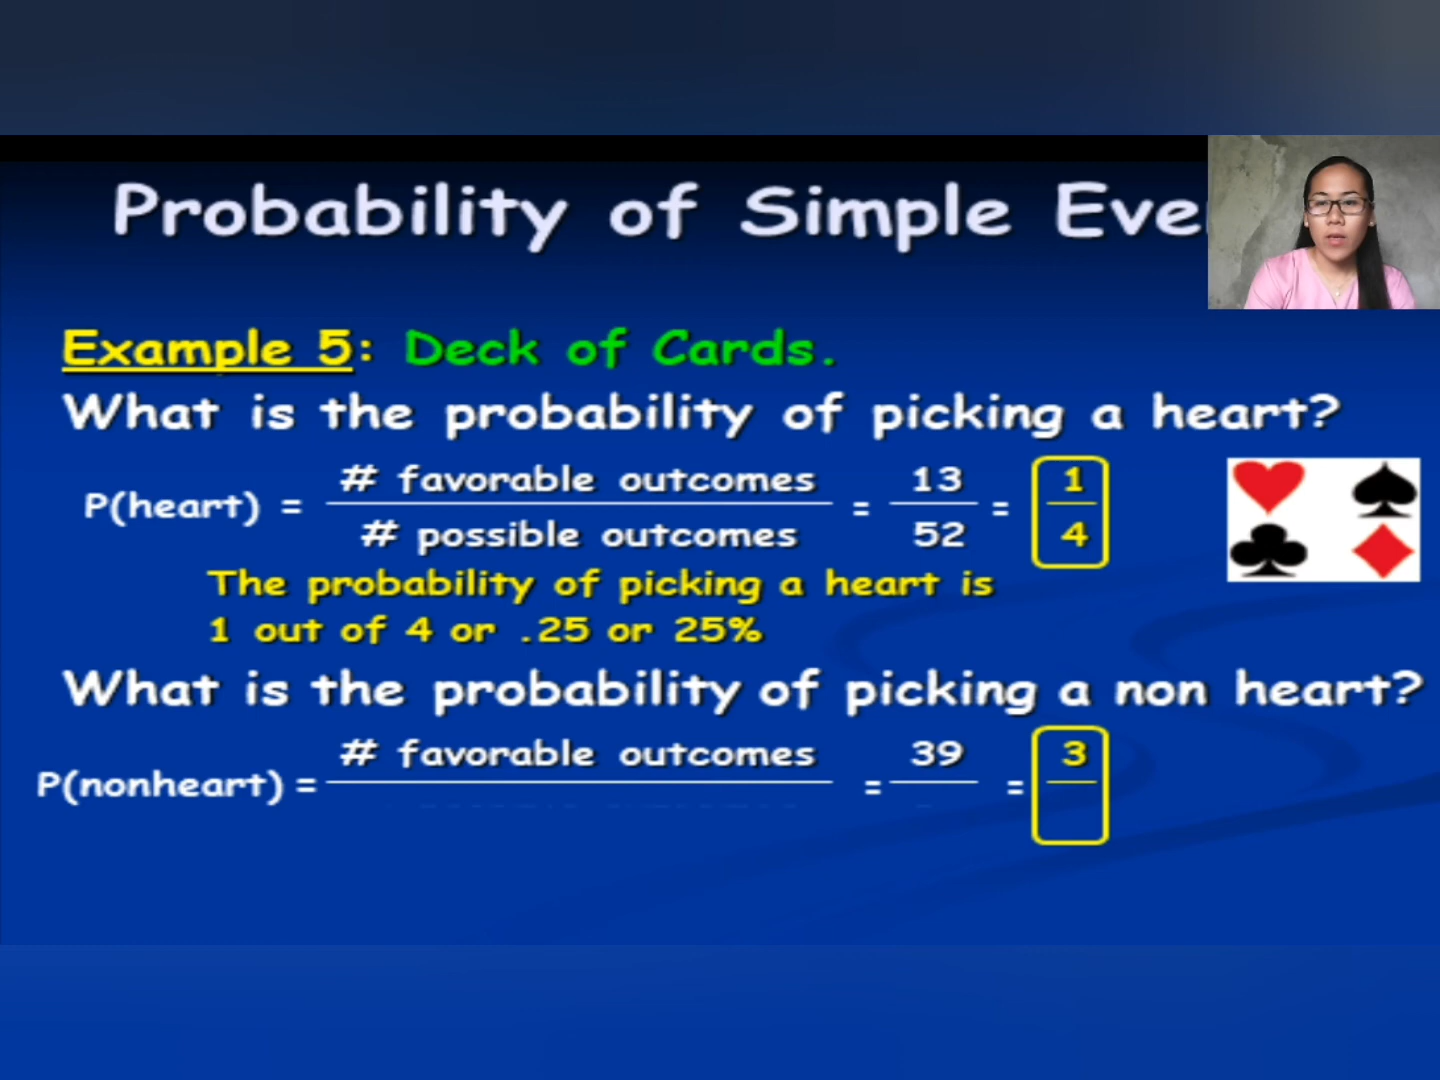 Probability of Simple Eve
Example 5: Deck of Cards.
What is the probability of picking a heart?
P(heart) = # favorable outcomes / # possible outcomes = 13 / 52 = 1 / 4
The probability of picking a heart is
1 out of 4 or .25 or 25%
What is the probability of picking a non heart?
P(nonheart) = # favorable outcomes = 39 = 3